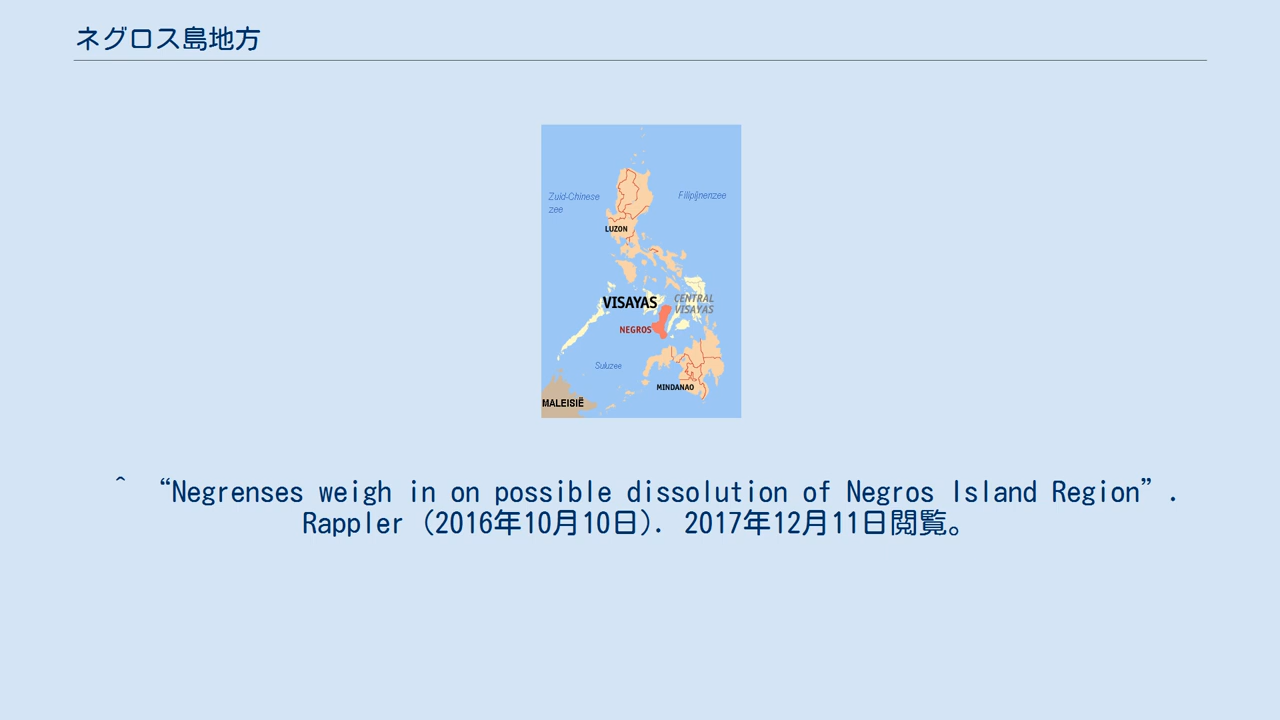 ネグロス島地方
Zuid-Chinese
zee
Filipijnenzee
LUZON
VISAYAS
CENTRAL
VISAYAS
NEGROS
Suluzee
MINDANAO
MALEISIË
^ “Negrenses weigh in on possible dissolution of Negros Island Region”.
Rappler (2016年10月10日). 2017年12月11日閲覧。